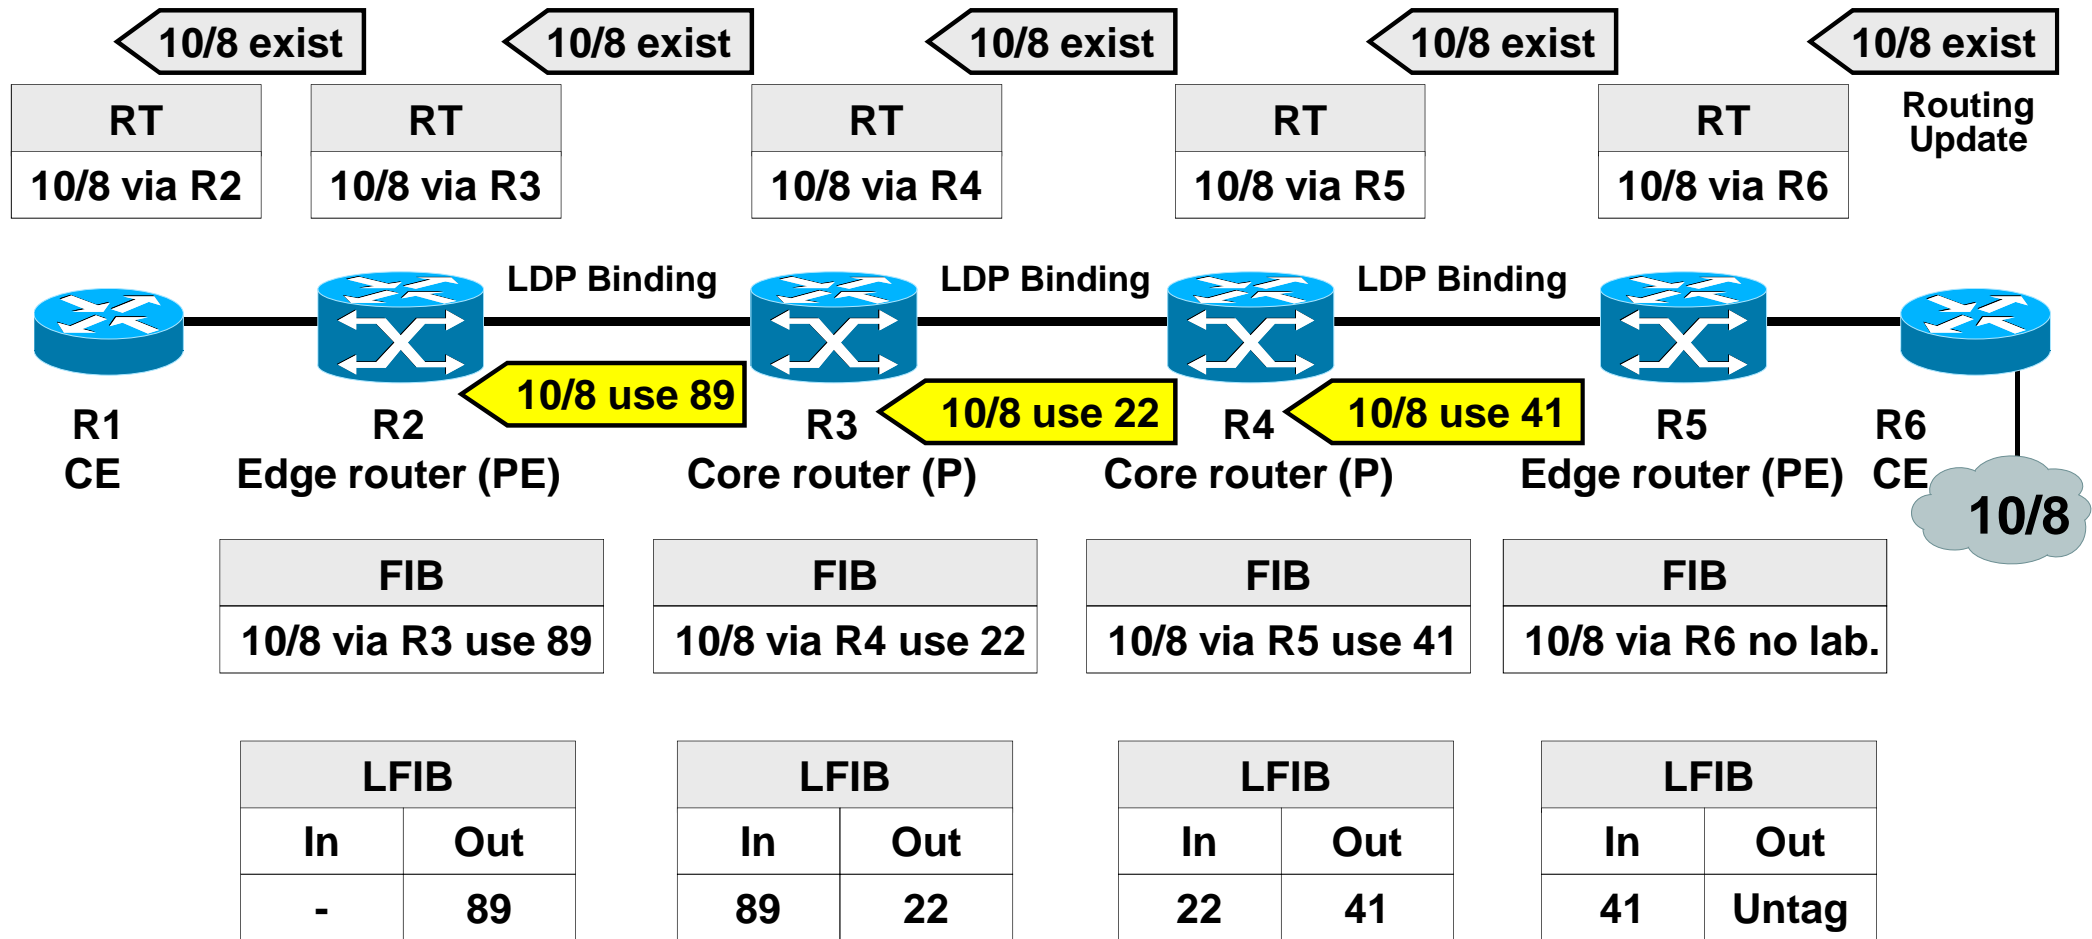 10/8 exist 10/8 exist 10/8 exist 10/8 exist 10/8 exist
RT RT RT RT RT Routing
Update
10/8 via R2 10/8 via R3 10/8 via R4 10/8 via R5 10/8 via R6
LDP Binding LDP Binding LDP Binding
10/8 use 89 10/8 use 22 10/8 use 41
R1 R2 R3 R4 R5 R6
CE Edge router (PE) Core router (P) Core router (P) Edge router (PE) CE
10/8
FIB FIB FIB FIB
10/8 via R3 use 89 10/8 via R4 use 22 10/8 via R5 use 41 10/8 via R6 no lab.
LFIB LFIB LFIB LFIB
In Out In Out In Out In Out
- 89 89 22 22 41 41 Untag